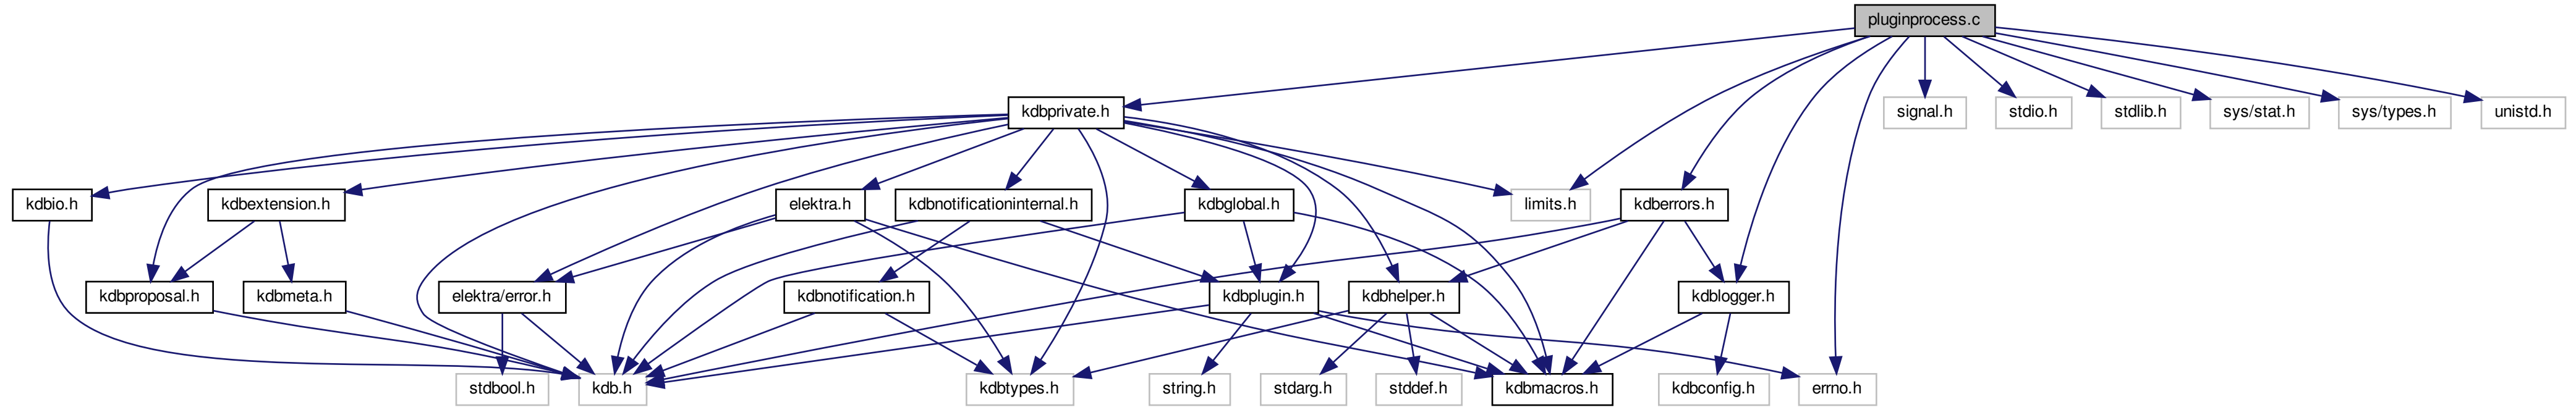 pluginprocess.c
kdbprivate.h
signal.h
stdio.h
stdlib.h
sys/stat.h
sys/types.h
unistd.h
kdbio.h
kdbextension.h
elektra.h
kdbnotificationinternal.h
kdbglobal.h
limits.h
kdberrors.h
kdbproposal.h
kdbmeta.h
elektra/error.h
kdbnotification.h
kdbplugin.h
kdbhelper.h
kdblogger.h
stdbool.h
kdb.h
kdbtypes.h
string.h
stdarg.h
stddef.h
kdbmacros.h
kdbconfig.h
errno.h